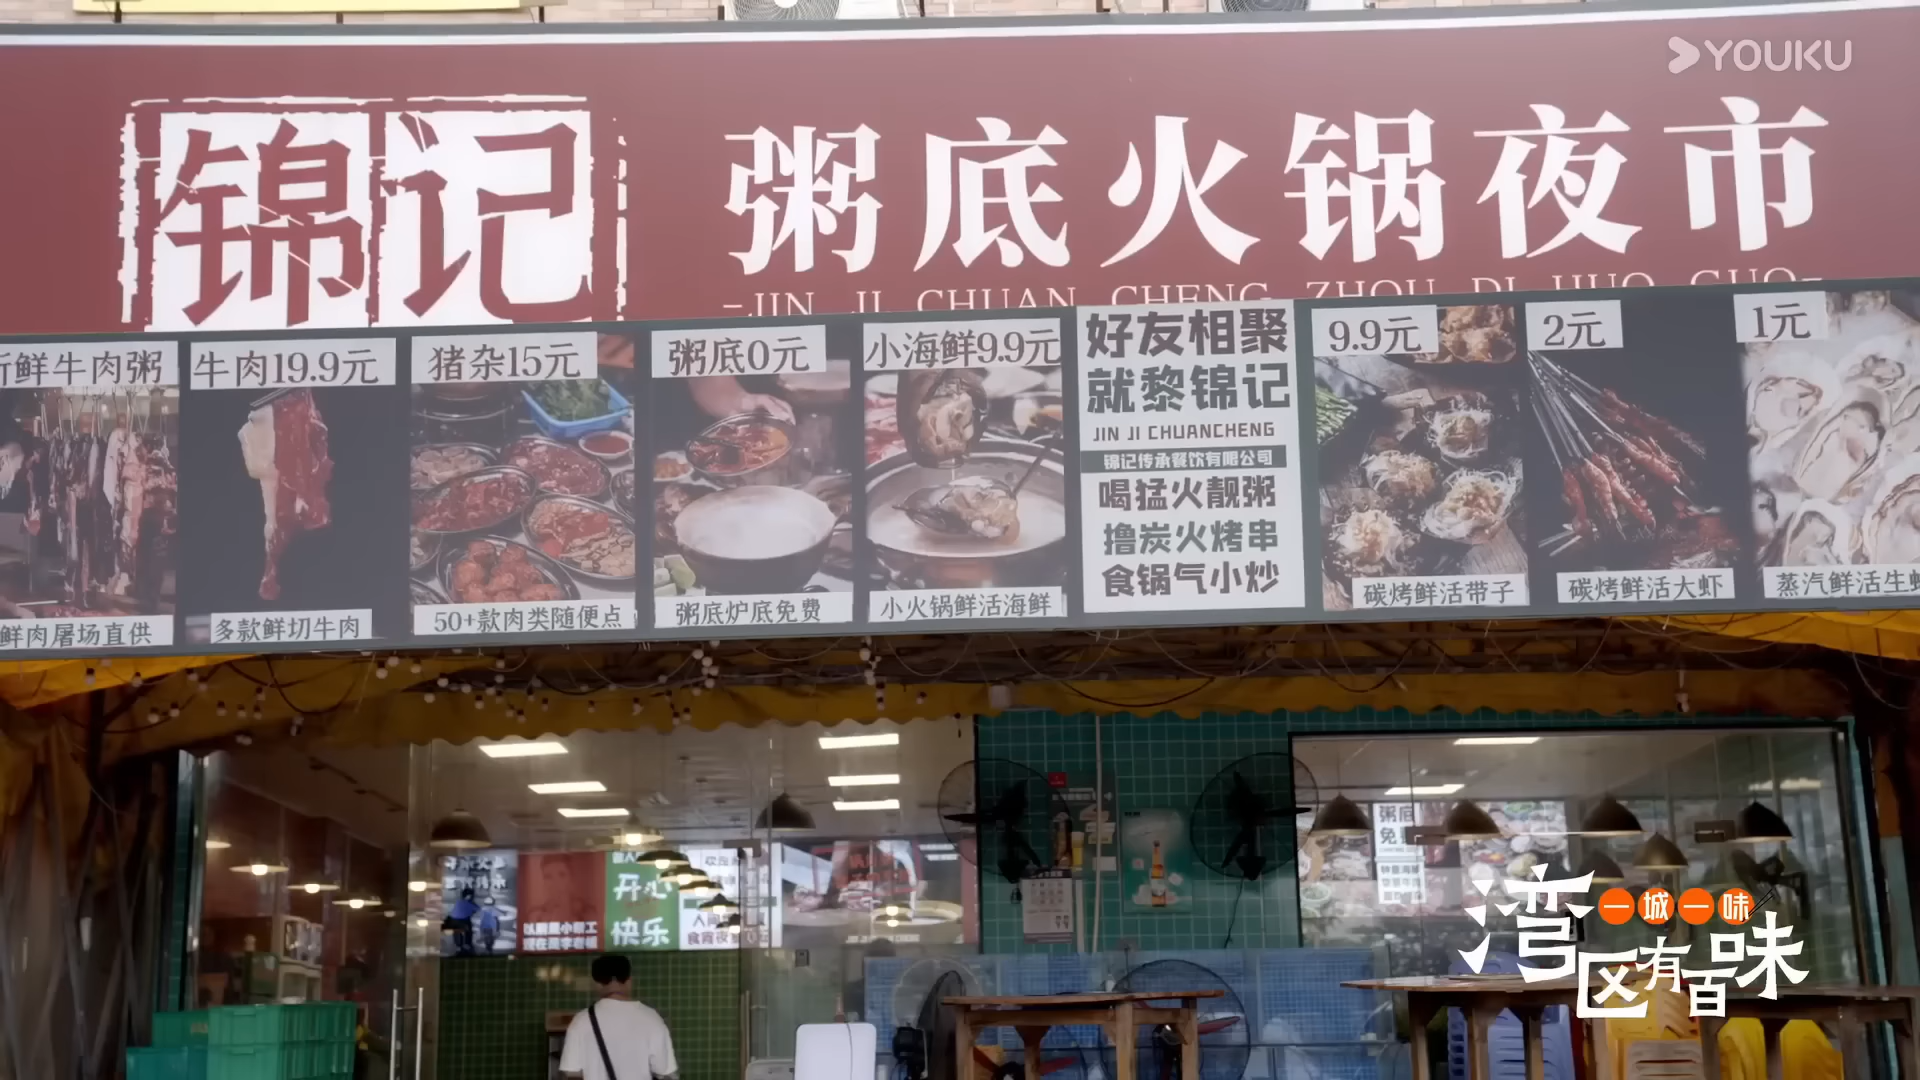 YOUKU
锦记
粥底火锅夜市
JIN JI CHUAN CHENG ZHOU DI HUO GUO
鲜牛肉粥
鲜肉屠场直供
牛肉19.9元
多款鲜切牛肉
猪杂15元
50+款肉类随便点
粥底0元
粥底炉底免费
小海鲜9.9元
小火锅鲜活海鲜
好友相聚
就黎锦记
JIN JI CHUANCHENG
锦记传承餐饮有限公司
喝猛火靓粥
撸炭火烤串
食锅气小炒
9.9元
碳烤鲜活带子
2元
碳烤鲜活大虾
1元
蒸汽鲜活生
开心
快乐
粥底
一城一味
湾区有百味